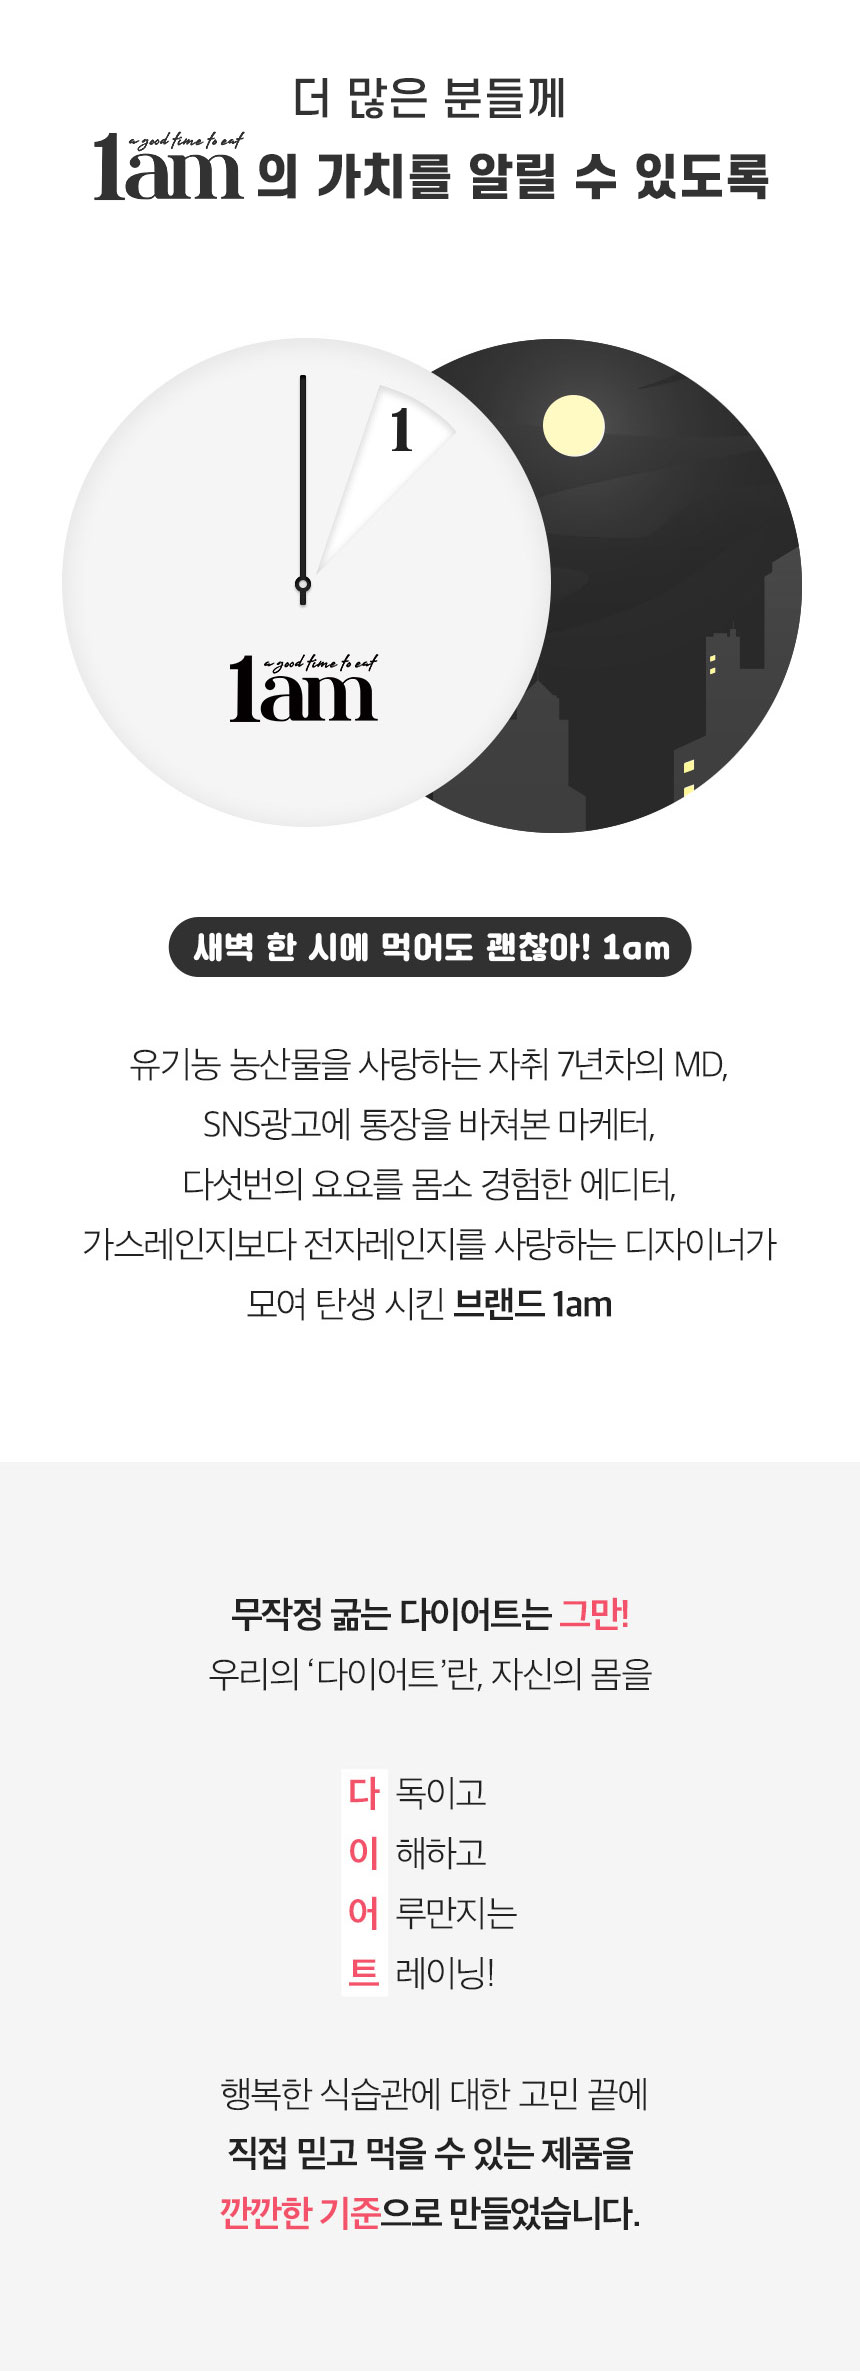 더 많은 분들께
a good time to eat
1am의 가치를 알릴 수 있도록
1
a good time to eat
1am
새벽 한 시에 먹어도 괜찮아! 1am
유기농 농산물을 사랑하는 자취 7년차의 MD,
SNS광고에 통장을 바쳐본 마케터,
다섯번의 요요를 몸소 경험한 에디터,
가스레인지보다 전자레인지를 사랑하는 디자이너가
모여 탄생 시킨 브랜드 1am
무작정 굶는 다이어트는 그만!
우리의 ‘다이어트’란, 자신의 몸을
다 독이고
이 해하고
어 루만지는
트 레이닝!
행복한 식습관에 대한 고민 끝에
직접 믿고 먹을 수 있는 제품을
깐깐한 기준으로 만들었습니다.